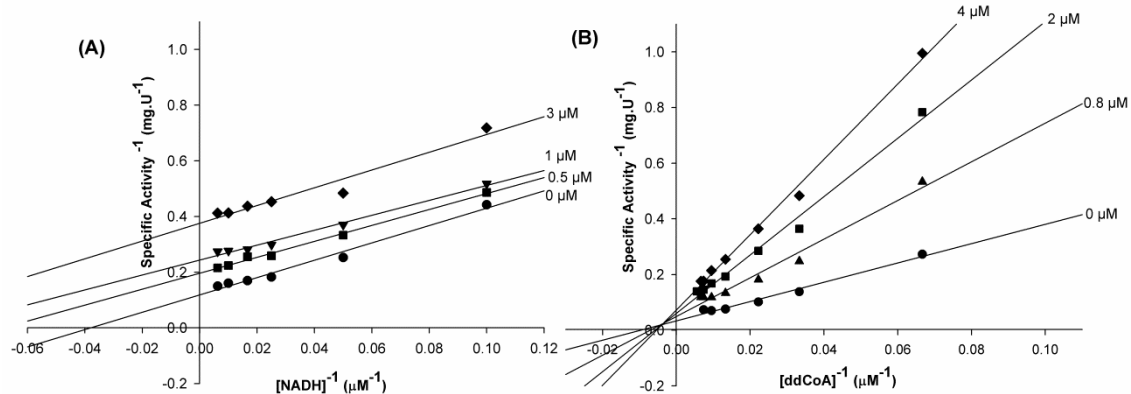 (A)
Specific Activity ⁻¹ (mg.U⁻¹)
1.0
0.8
0.6
0.4
0.2
0.0
-0.2
-0.06 -0.04 -0.02 0.00 0.02 0.04 0.06 0.08 0.10 0.12
[NADH]⁻¹ (μM⁻¹)
3 µM
1 µM
0.5 µM
0 µM
(B)
Specific Activity ⁻¹ (mg.U⁻¹)
1.0
0.8
0.6
0.4
0.2
0.0
-0.2
-0.02 0.00 0.02 0.04 0.06 0.08 0.10
[ddCoA]⁻¹ (μM⁻¹)
4 µM
2 µM
0.8 µM
0 µM